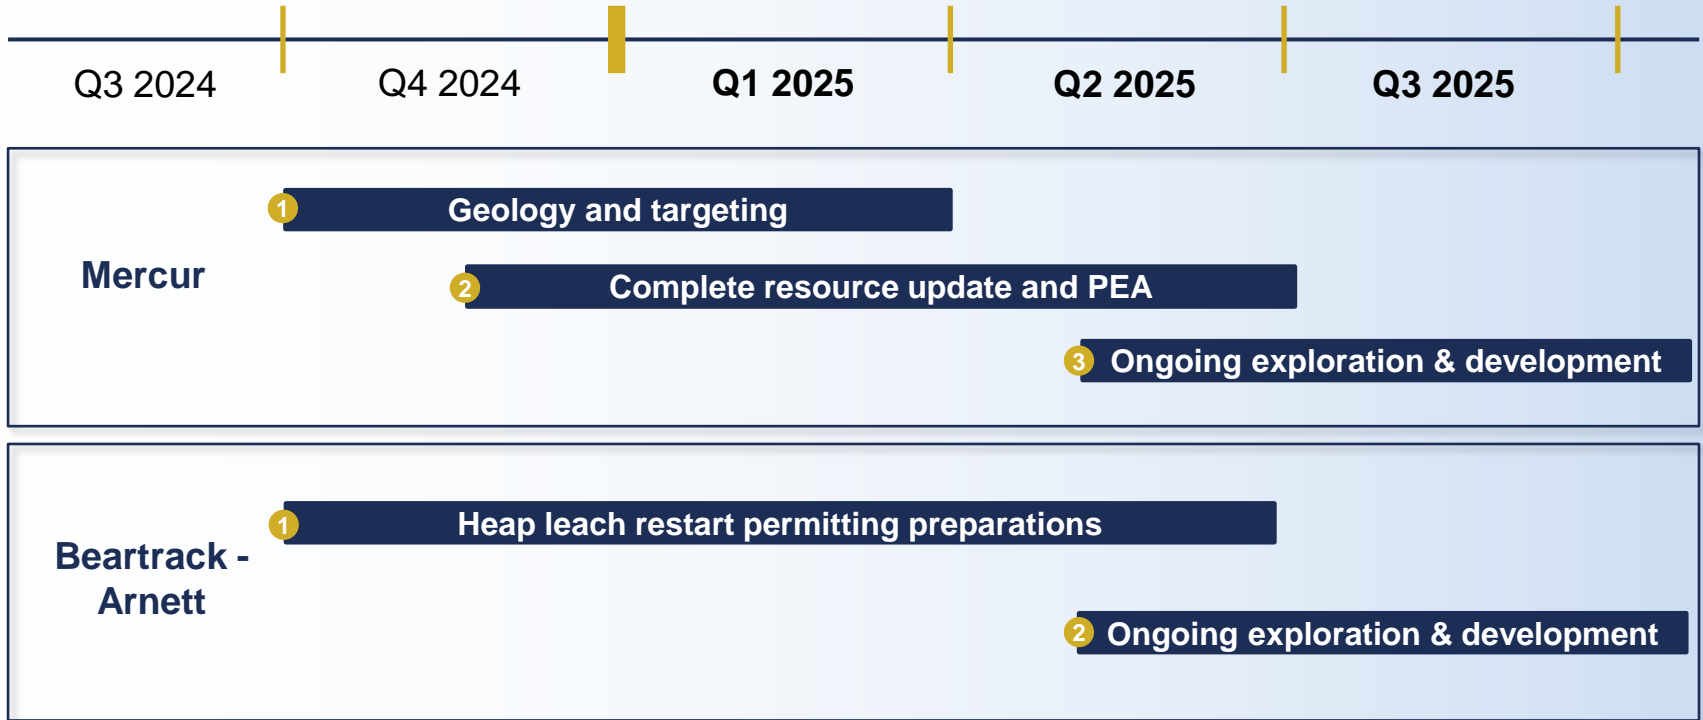 Q3 2024
Q4 2024
Q1 2025
Q2 2025
Q3 2025
Mercur
1 Geology and targeting
2 Complete resource update and PEA
3 Ongoing exploration & development
Beartrack -
Arnett
1 Heap leach restart permitting preparations
2 Ongoing exploration & development